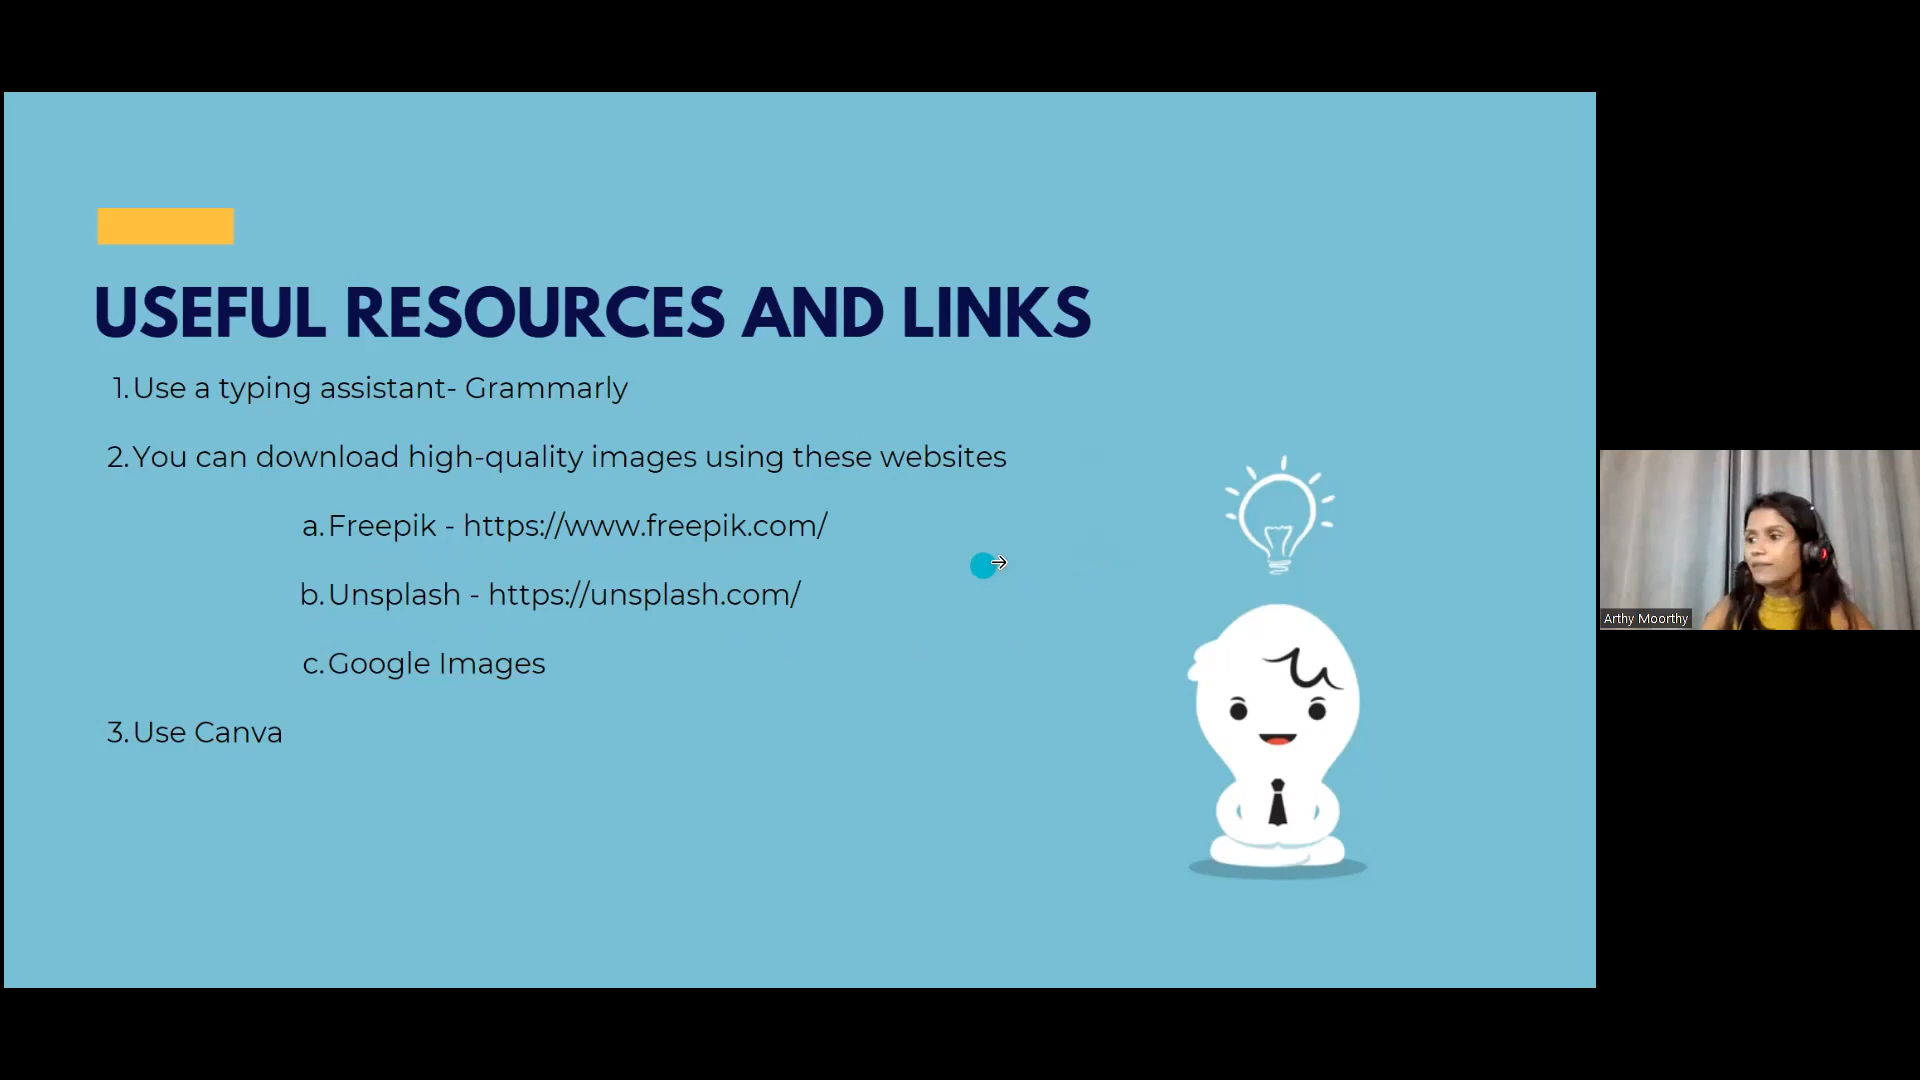 USEFUL RESOURCES AND LINKS
1. Use a typing assistant- Grammarly
2. You can download high-quality images using these websites
a. Freepik - https://www.freepik.com/
b. Unsplash - https://unsplash.com/
c. Google Images
3. Use Canva
Arthy Moorthy